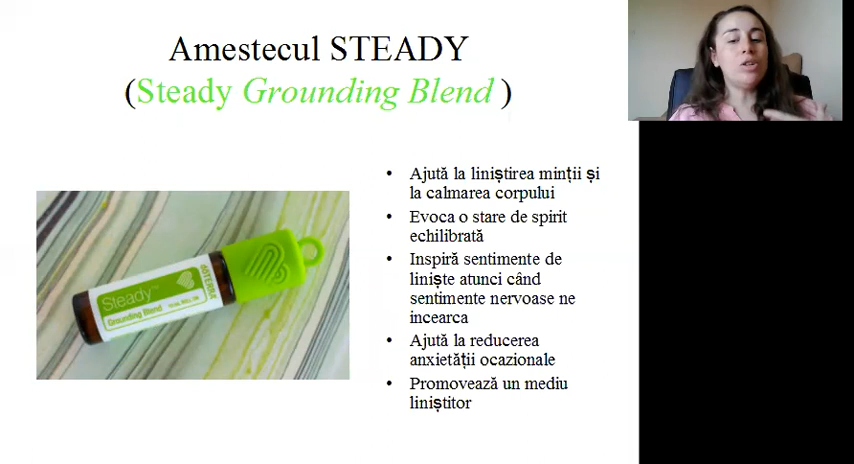 Amestecul STEADY
(Steady Grounding Blend )
• Ajută la liniștirea minții și
la calmarea corpului
• Evoca o stare de spirit
echilibrată
• Inspiră sentimente de
liniște atunci când
sentimente nervoase ne
incearca
• Ajută la reducerea
anxietății ocazionale
• Promovează un mediu
liniștitor
Steady™
Grounding Blend
dōTERRA